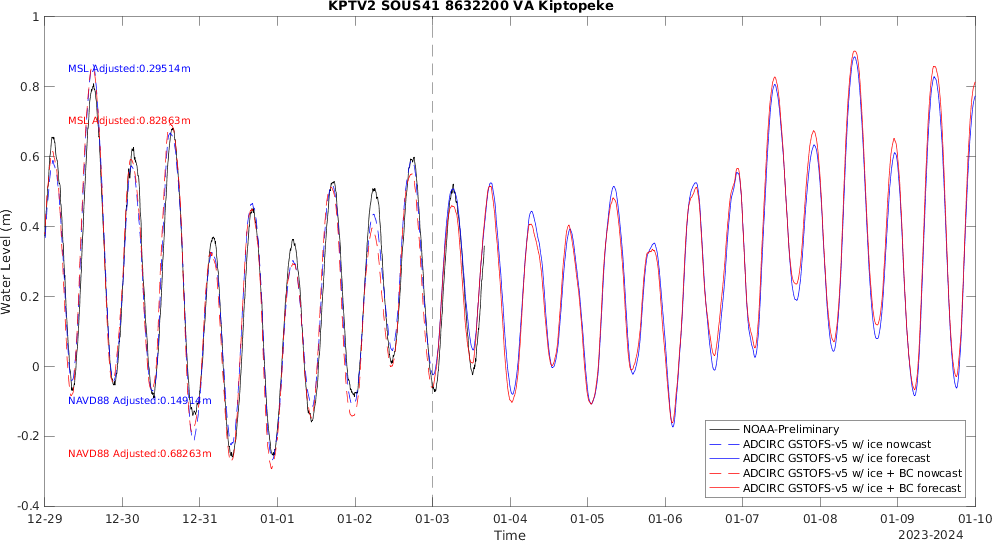 KPTV2 SOUS41 8632200 VA Kiptopeke
1
0.8
0.6
0.4
0.2
0
-0.2
-0.4
Water Level (m)
MSL Adjusted:0.29514m
MSL Adjusted:0.82863m
NAVD88 Adjusted:0.14914m
NAVD88 Adjusted:0.68263m
NOAA-Preliminary
ADCIRC GSTOFS-v5 w/ ice nowcast
ADCIRC GSTOFS-v5 w/ ice forecast
ADCIRC GSTOFS-v5 w/ ice + BC nowcast
ADCIRC GSTOFS-v5 w/ ice + BC forecast
12-29 12-30 12-31 01-01 01-02 01-03 01-04 01-05 01-06 01-07 01-08 01-09 01-10
Time
2023-2024